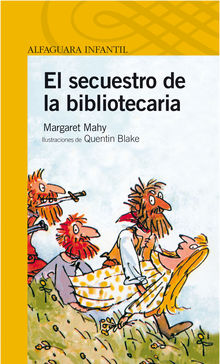 ALFAGUARA INFANTIL
El secuestro de
la bibliotecaria
Margaret Mahy
Ilustraciones de Quentin Blake